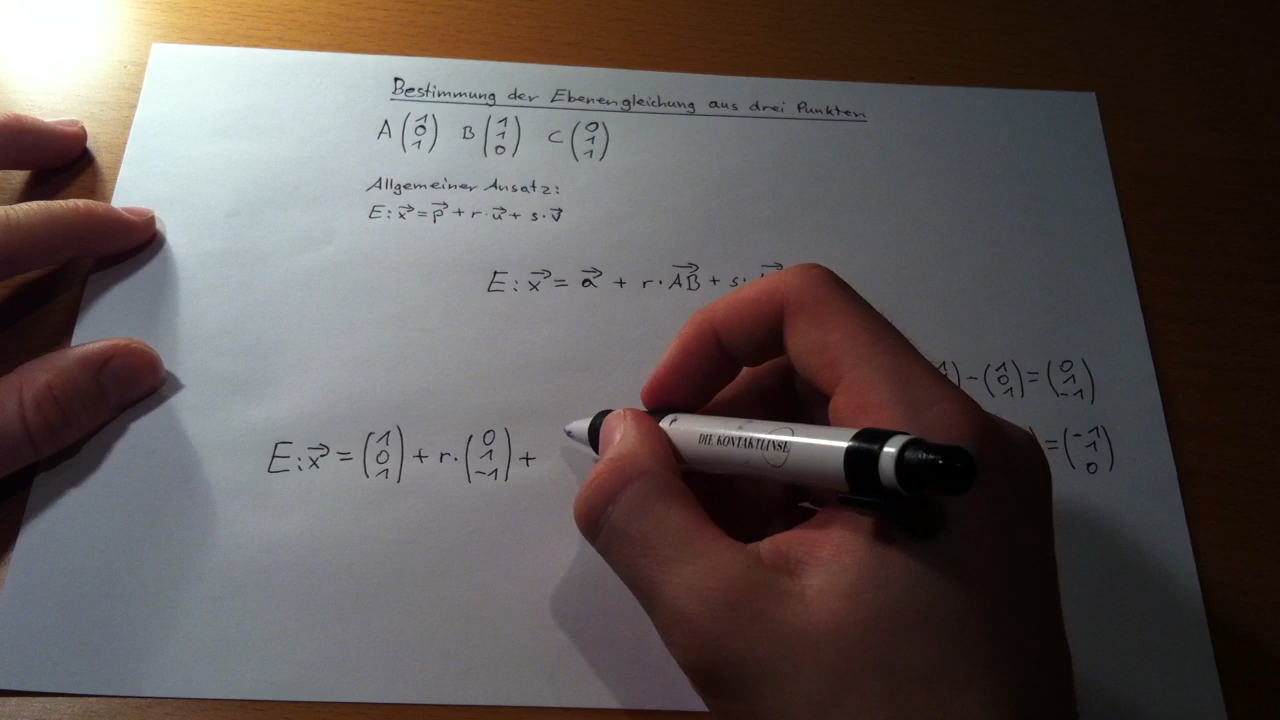 Bestimmung der Ebenengleichung aus drei Punkten
A (1 0 1) B (1 1 0) C (0 1 1)
Allgemeiner Ansatz:
E: x⃗ = p⃗ + r · u⃗ + s · v⃗
E: x⃗ = a⃗ + r · AB⃗ + s ·
) − (1 0 1) = (0 1 -1)
) = (-1 1 0)
E: x⃗ = (1 0 1) + r · (0 1 -1) +
DIE KONTAKTLINSE